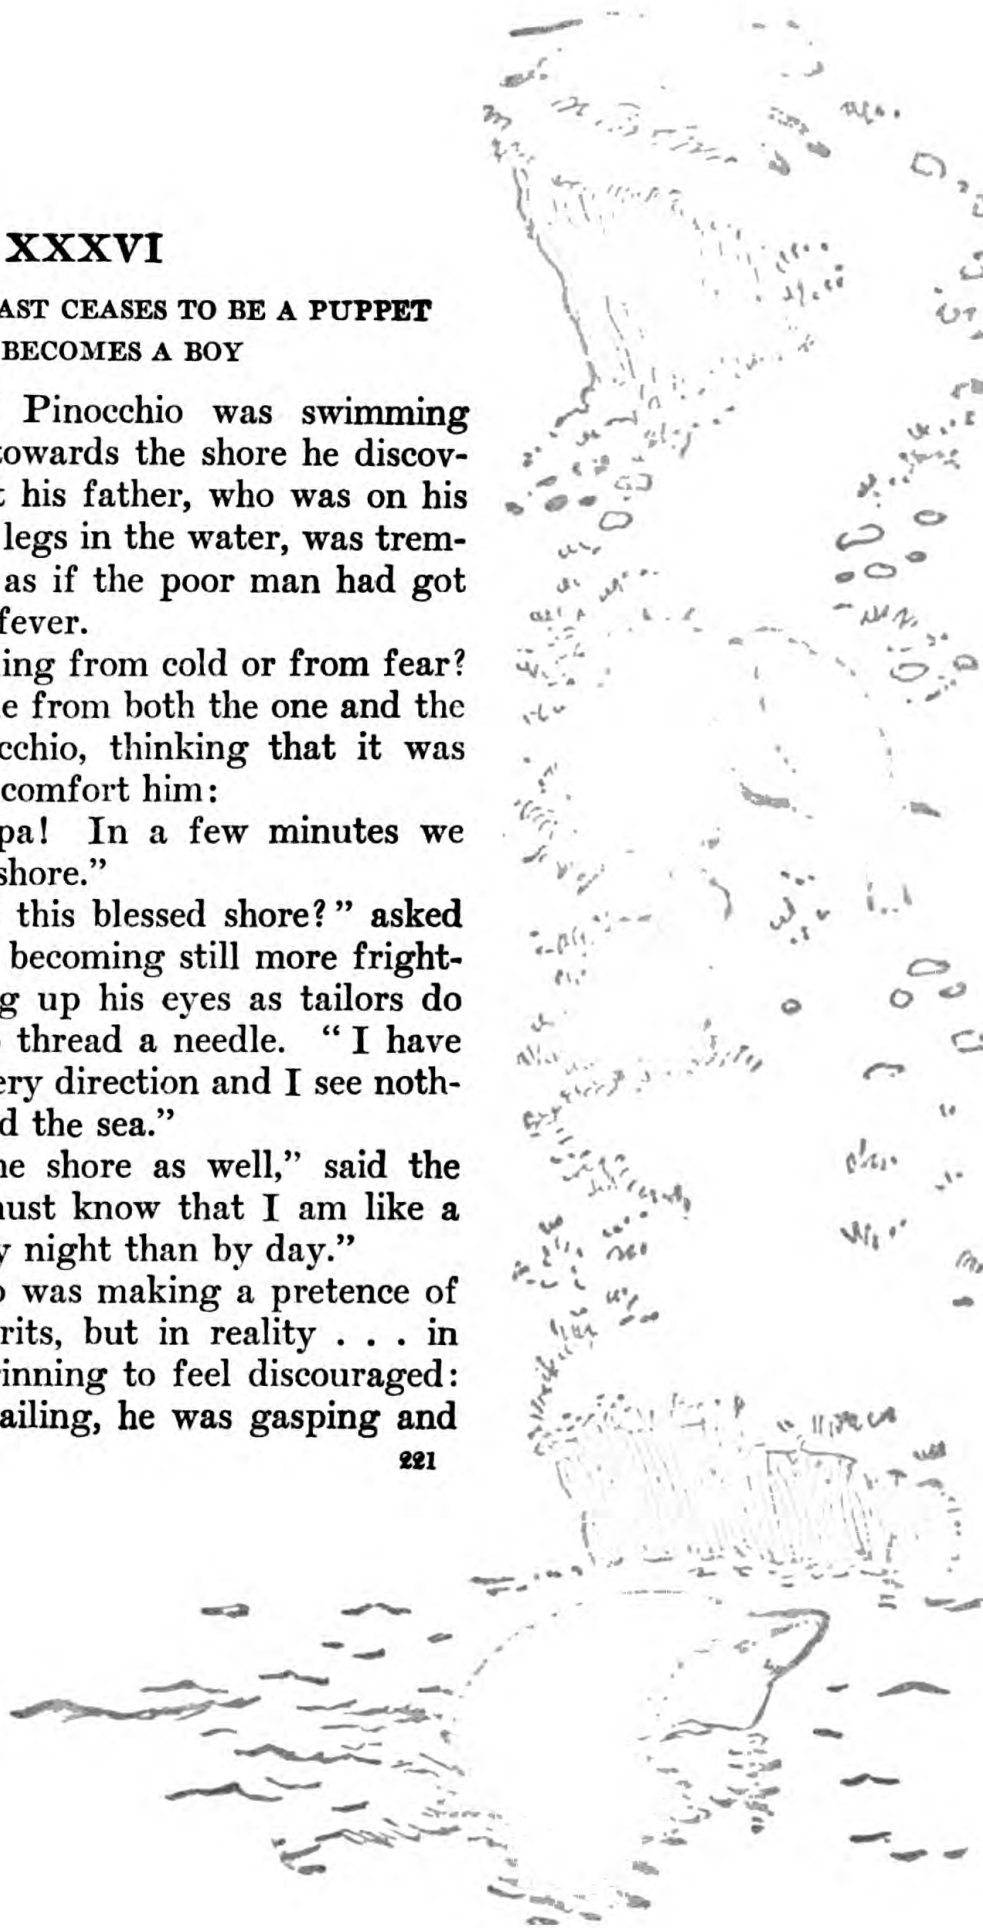 XXXVI
AST CEASES TO BE A PUPPET
BECOMES A BOY
Pinocchio was swimming
towards the shore he discov-
t his father, who was on his
legs in the water, was trem-
as if the poor man had got
fever.
ing from cold or from fear?
e from both the one and the
cchio, thinking that it was
comfort him:
pa! In a few minutes we
shore.”
this blessed shore?” asked
becoming still more fright-
g up his eyes as tailors do
thread a needle. “I have
ery direction and I see noth-
d the sea.”
he shore as well,” said the
nust know that I am like a
y night than by day.”
o was making a pretence of
rits, but in reality . . . in
inning to feel discouraged:
ailing, he was gasping and
221